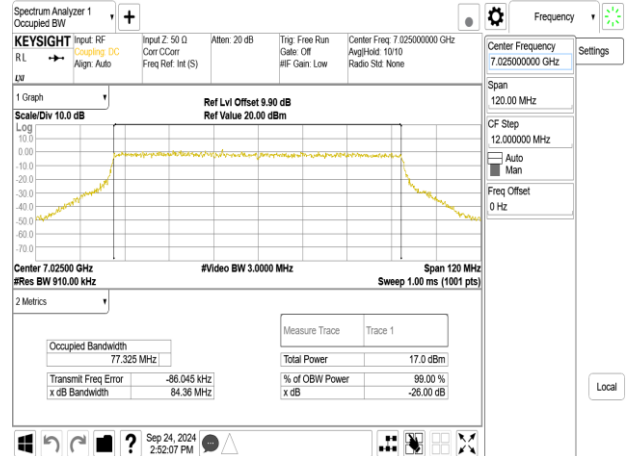 Spectrum Analyzer 1
Occupied BW
Frequency
KEYSIGHT
RL
LXI
Input: RF
Coupling: DC
Align: Auto
Input Z: 50 Ω
Corr CCorr
Freq Ref: Int (S)
Atten: 20 dB
Trig: Free Run
Gate: Off
#IF Gain: Low
Center Freq: 7.025000000 GHz
Avg|Hold: 10/10
Radio Std: None
Center Frequency
7.025000000 GHz
Settings
Span
120.00 MHz
CF Step
12.000000 MHz
Auto
Man
Freq Offset
0 Hz
Local
1 Graph
Scale/Div 10.0 dB
Ref Lvl Offset 9.90 dB
Ref Value 20.00 dBm
Log
10.0
0.00
-10.0
-20.0
-30.0
-40.0
-50.0
-60.0
-70.0
Center 7.02500 GHz
#Video BW 3.0000 MHz
Span 120 MHz
#Res BW 910.00 kHz
Sweep 1.00 ms (1001 pts)
2 Metrics
Measure Trace
Trace 1
Occupied Bandwidth
77.325 MHz
Total Power
17.0 dBm
Transmit Freq Error
-86.045 kHz
% of OBW Power
99.00 %
x dB Bandwidth
84.36 MHz
x dB
-26.00 dB
?
Sep 24, 2024
2:52:07 PM